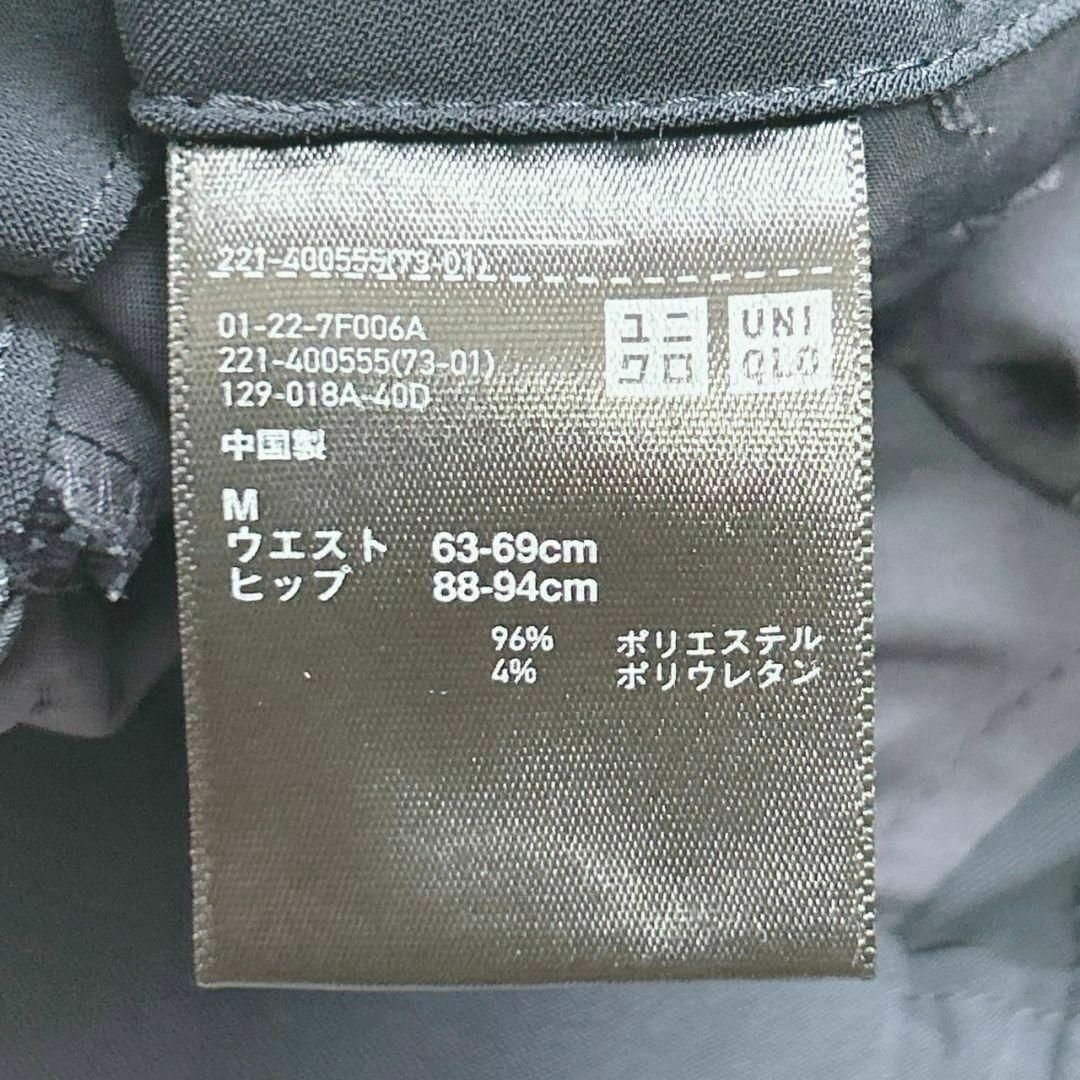 221-400555(73-01)
01-22-7F006A
221-400555(73-01)
129-018A-40D
ユニ
クロ
UNI
QLO
中国製
M
ウエスト 63-69cm
ヒップ 88-94cm
96% ポリエステル
4% ポリウレタン